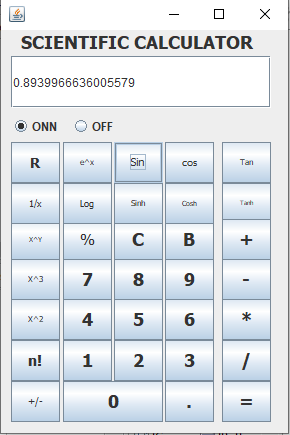 SCIENTIFIC CALCULATOR
0.8939966636005579
ONN OFF
R e^x Sin cos Tan
1/x Log Sinh Cosh Tanh
X^Y % C B +
X^3 7 8 9 -
X^2 4 5 6 *
n! 1 2 3 /
+/- 0 . =